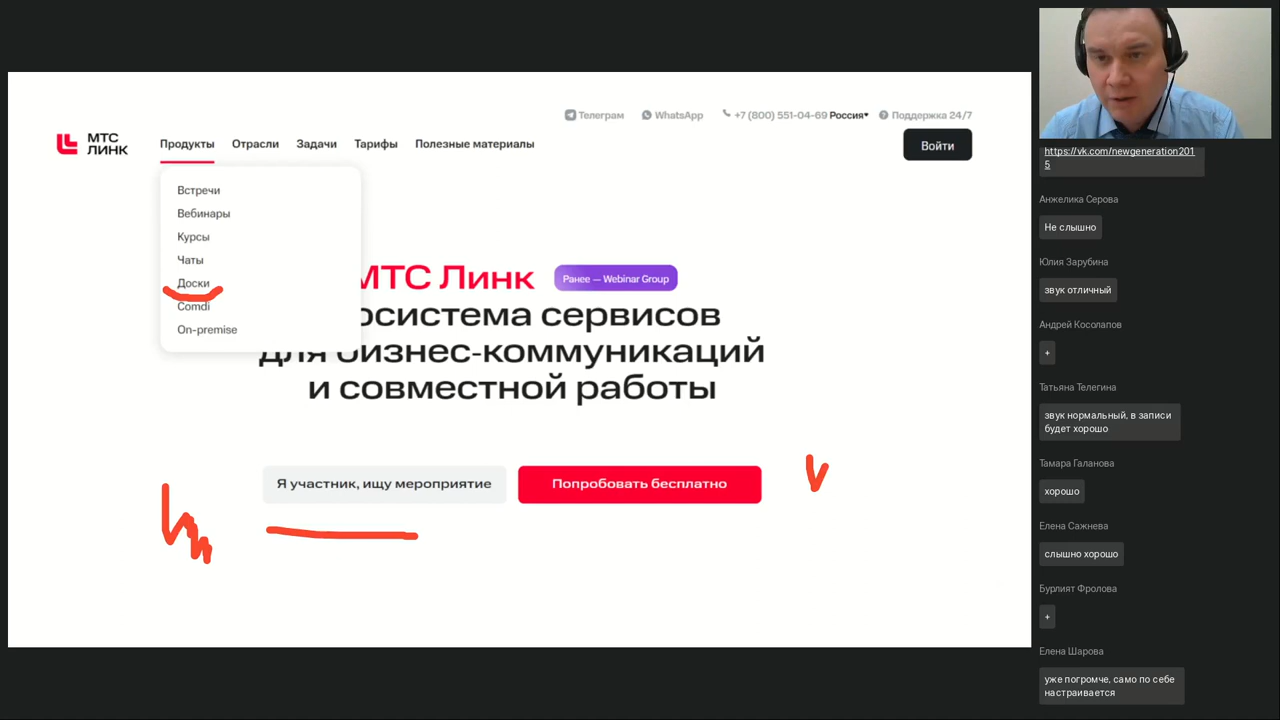 Телеграм WhatsApp +7 (800) 551-04-69 Россия Поддержка 24/7
МТС
ЛИНК
Продукты Отрасли Задачи Тарифы Полезные материалы
Войти
Встречи
Вебинары
Курсы
Чаты
Доски
Comdi
On-premise
МТС Линк
Ранее — Webinar Group
осистема сервисов
для бизнес-коммуникаций
и совместной работы
Я участник, ищу мероприятие
Попробовать бесплатно
https://vk.com/newgeneration201
5
Анжелика Серова
Не слышно
Юлия Зарубина
звук отличный
Андрей Косолапов
+
Татьяна Телегина
звук нормальный, в записи
будет хорошо
Тамара Галанова
хорошо
Елена Сажнева
слышно хорошо
Бурлият Фролова
+
Елена Шарова
уже погромче, само по себе
настраивается